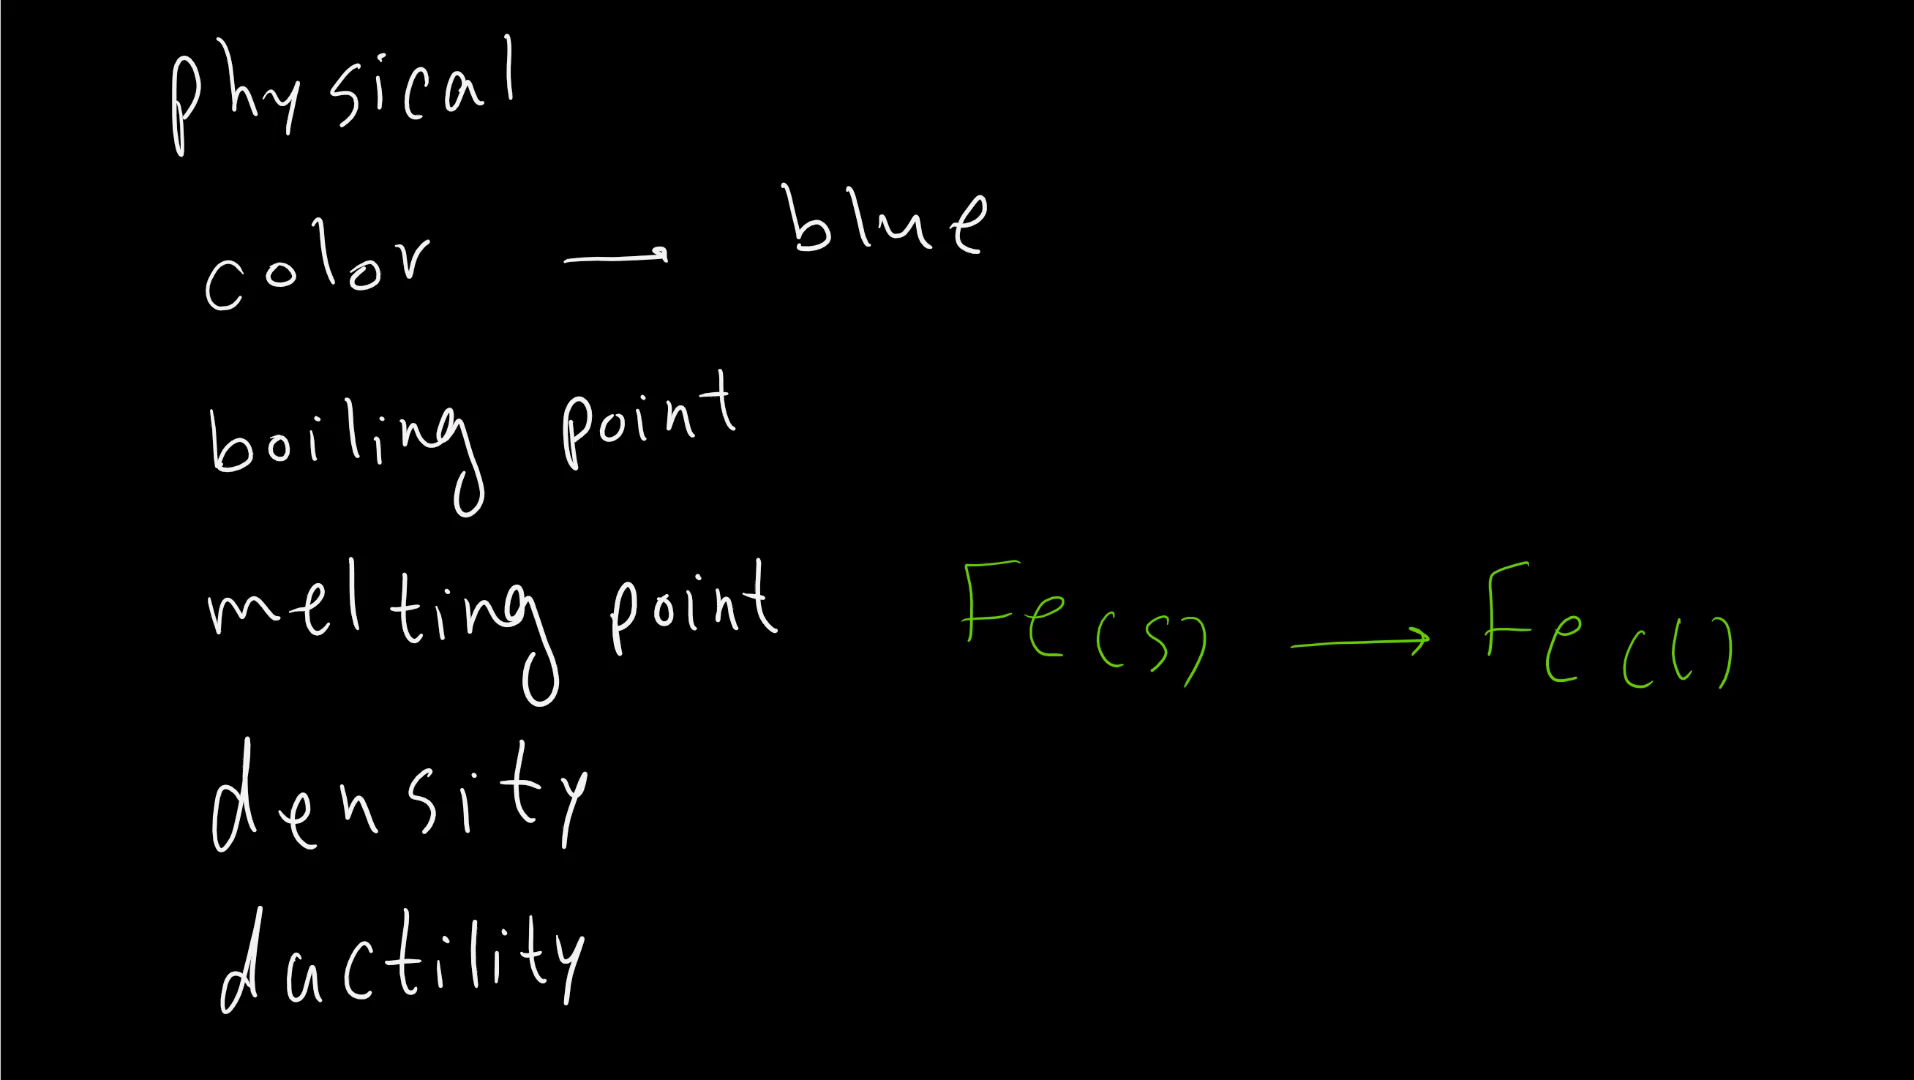 physical
color → blue
boiling point
melting point Fe(s) → Fe(l)
density
dactility